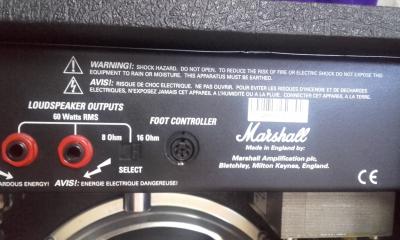 WARNING!: SHOCK HAZARD. DO NOT OPEN. TO REDUCE THE RISK OF FIRE OR ELECTRIC SHOCK DO NOT EXPOSE THIS
EQUIPMENT TO RAIN OR MOISTURE. THIS APPARATUS MUST BE EARTHED.
AVIS!: RISQUE DE CHOC ELECTRIQUE. NE PAS OUVRIR. POUR EVITER LES RISQUES D'INCENDIE ET DE DECHARGES
ELECTRIQUES, N'EXPOSEZ JAMAIS CET APPAREIL A L'HUMIDITE OU A LA PLUIE. CONNECTER CET APPAREIL A LA TERRE.
LOUDSPEAKER OUTPUTS
60 Watts RMS
8 Ohm 16 Ohm
SELECT
FOOT CONTROLLER
Marshall
Made in England by:
Marshall Amplification plc,
Bletchley, Milton Keynes, England.
CE
ARDOUS ENERGY! AVIS!: ENERGIE ELECTRIQUE DANGEREUSE!